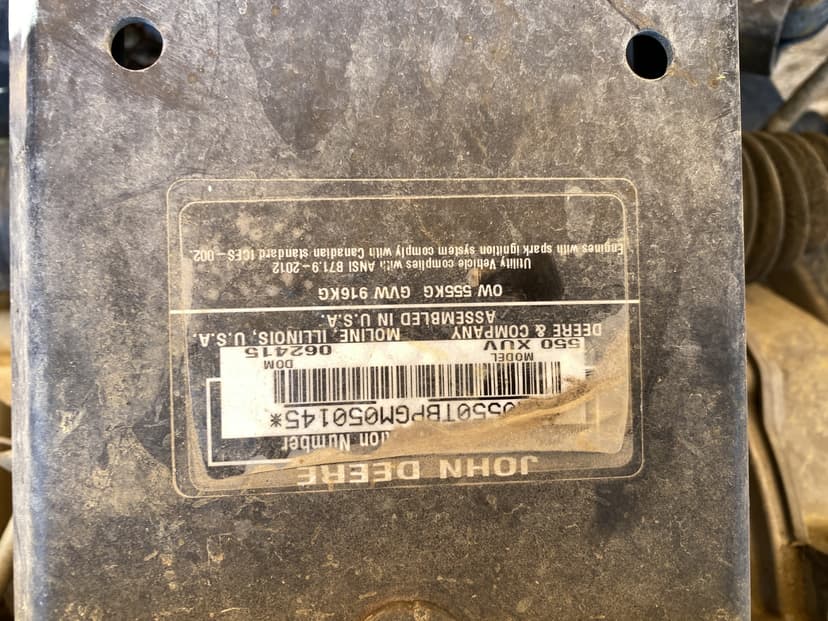 JOHN DEERE
Number
0550TBPGM050145*
MODEL DOM
550 XUV 062415
DEERE & COMPANY MOLINE, ILLINOIS, U.S.A.
ASSEMBLED IN U.S.A.
OW 555KG GVW 916KG
Utility Vehicle complies with ANSI B71.9-2012
Engines with spark ignition system comply with Canadian standard ICES-002.